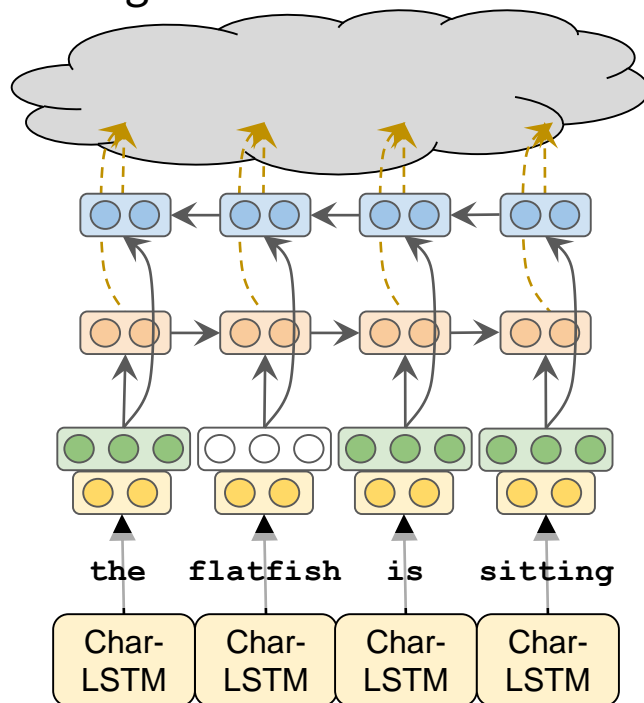 the flatfish is sitting
Char- Char- Char- Char-
LSTM LSTM LSTM LSTM